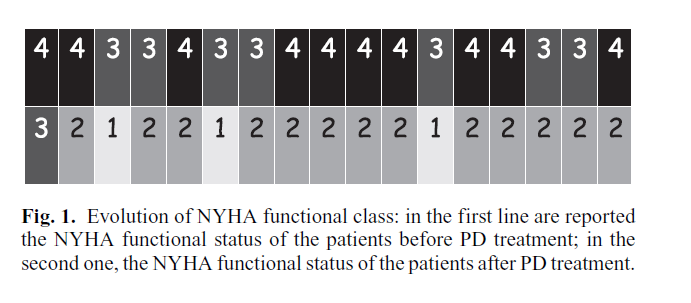 4 4 3 3 4 3 3 4 4 4 4 3 4 4 3 3 4
3 2 1 2 2 1 2 2 2 2 2 1 2 2 2 2 2
Fig. 1. Evolution of NYHA functional class: in the first line are reported
the NYHA functional status of the patients before PD treatment; in the
second one, the NYHA functional status of the patients after PD treatment.